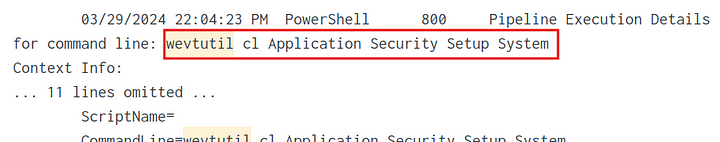 03/29/2024 22:04:23 PM PowerShell 800 Pipeline Execution Details
for command line: wevtutil cl Application Security Setup System
Context Info:
... 11 lines omitted ...
ScriptName=
CommandLine=wevtutil cl Application Security Setup System